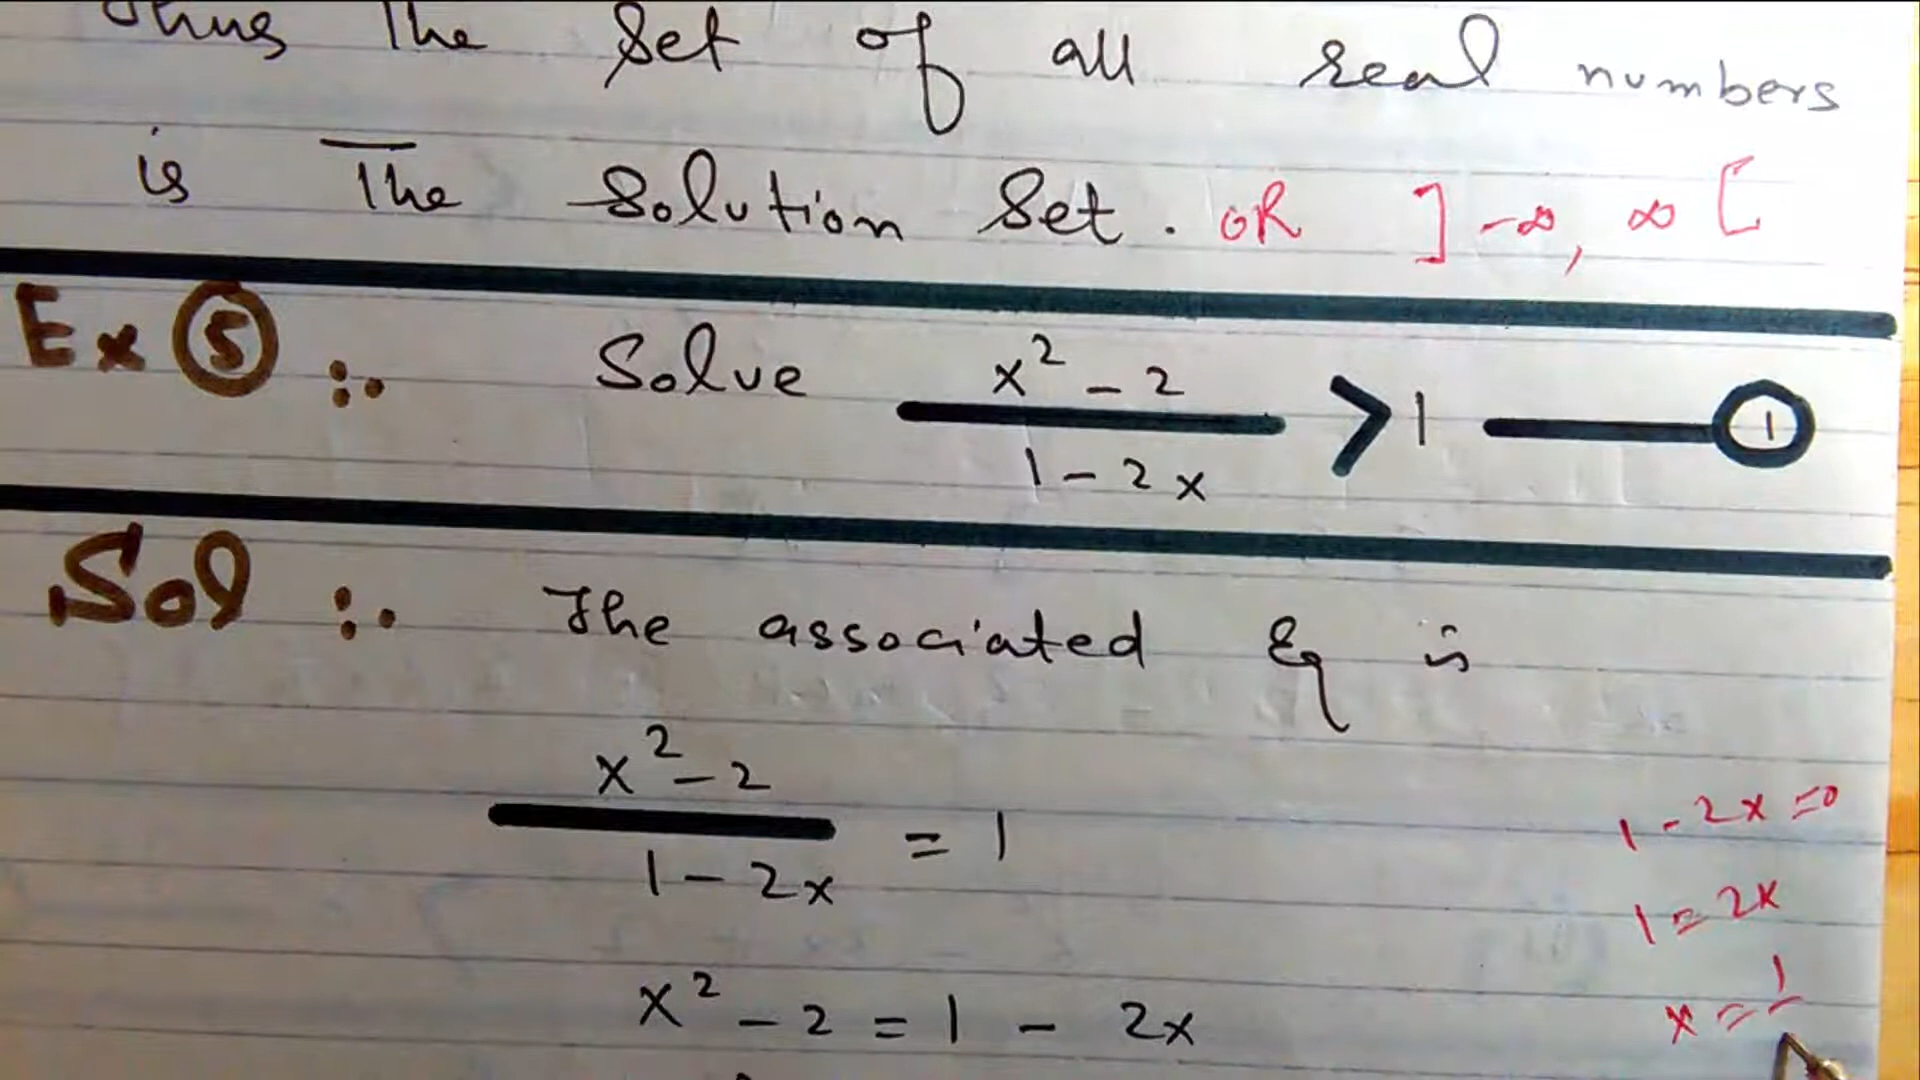 Thus The Set of all real numbers
is The Solution Set. OR ]-∞, ∞[
Ex 5 :. Solve x² - 2 / 1 - 2x > 1 — 1
Sol :. The associated Eq is
x² - 2 / 1 - 2x = 1
x² - 2 = 1 - 2x
1 - 2x = 0
1 = 2x
x = 1/